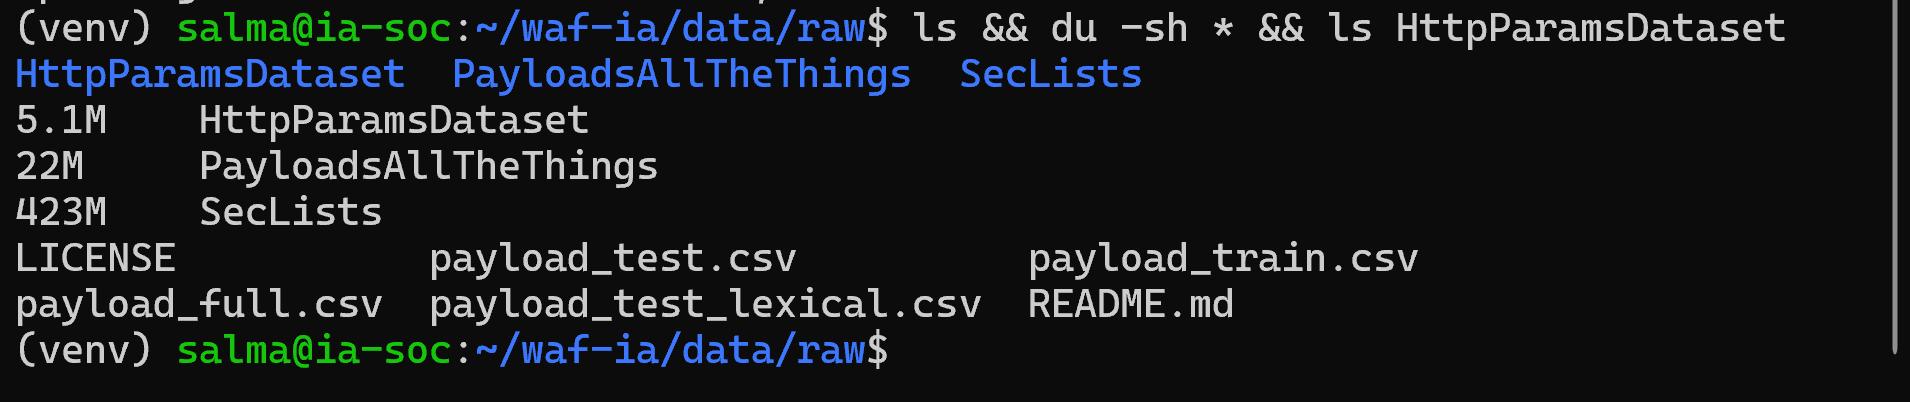 (venv) salma@ia-soc:~/waf-ia/data/raw$ ls && du -sh * && ls HttpParamsDataset
HttpParamsDataset  PayloadsAllTheThings  SecLists
5.1M    HttpParamsDataset
22M     PayloadsAllTheThings
423M    SecLists
LICENSE           payload_test.csv          payload_train.csv
payload_full.csv  payload_test_lexical.csv  README.md
(venv) salma@ia-soc:~/waf-ia/data/raw$